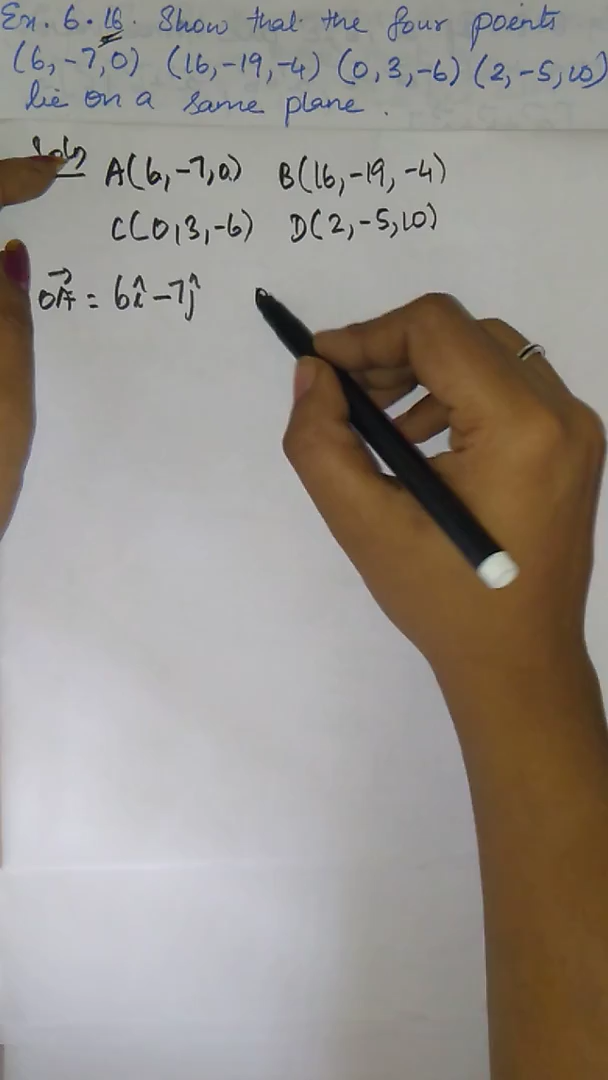 Ex. 6.16. Show that the four points
(6,-7,0) (16,-19,-4) (0,3,-6) (2,-5,10)
lie on a same plane.
Soln A(6,-7,0) B(16,-19,-4)
C(0,3,-6) D(2,-5,10)
OA⃗ = 6î-7ĵ